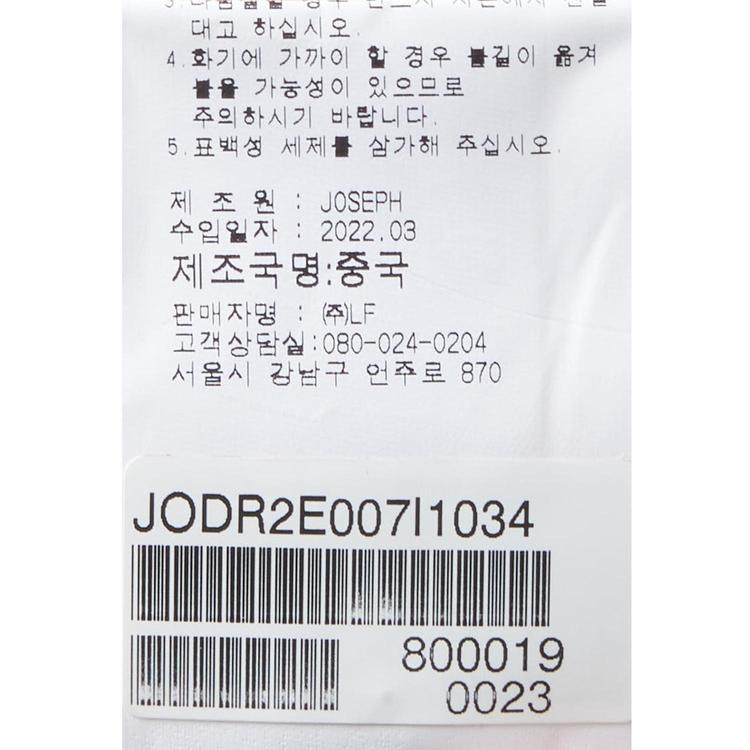 대고 하십시오.
4.화기에 가까이 할 경우 불길이 옮겨
붙을 가능성이 있으므로
주의하시기 바랍니다.
5.표백성 세제를 삼가해 주십시오.
제 조 원 : JOSEPH
수입일자 : 2022.03
제조국명:중국
판매자명 : ㈜LF
고객상담실:080-024-0204
서울시 강남구 언주로 870
JODR2E007I1034
800019
0023